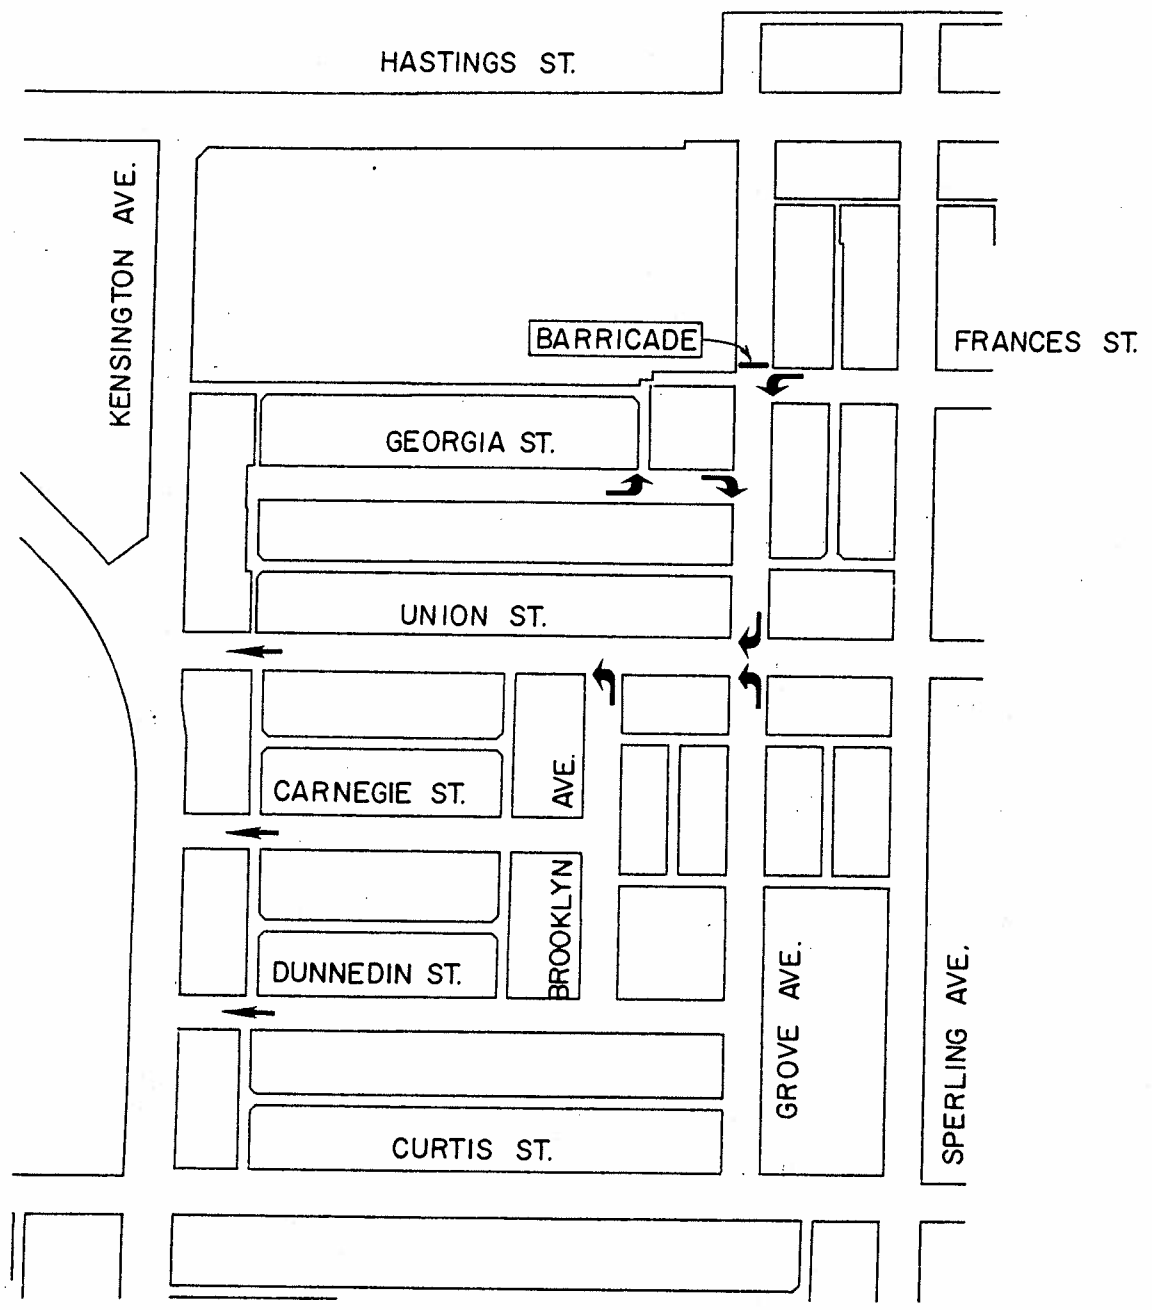 HASTINGS ST.
KENSINGTON AVE.
BARRICADE
FRANCES ST.
GEORGIA ST.
UNION ST.
CARNEGIE ST.
BROOKLYN AVE.
DUNNEDIN ST.
GROVE AVE.
SPERLING AVE.
CURTIS ST.